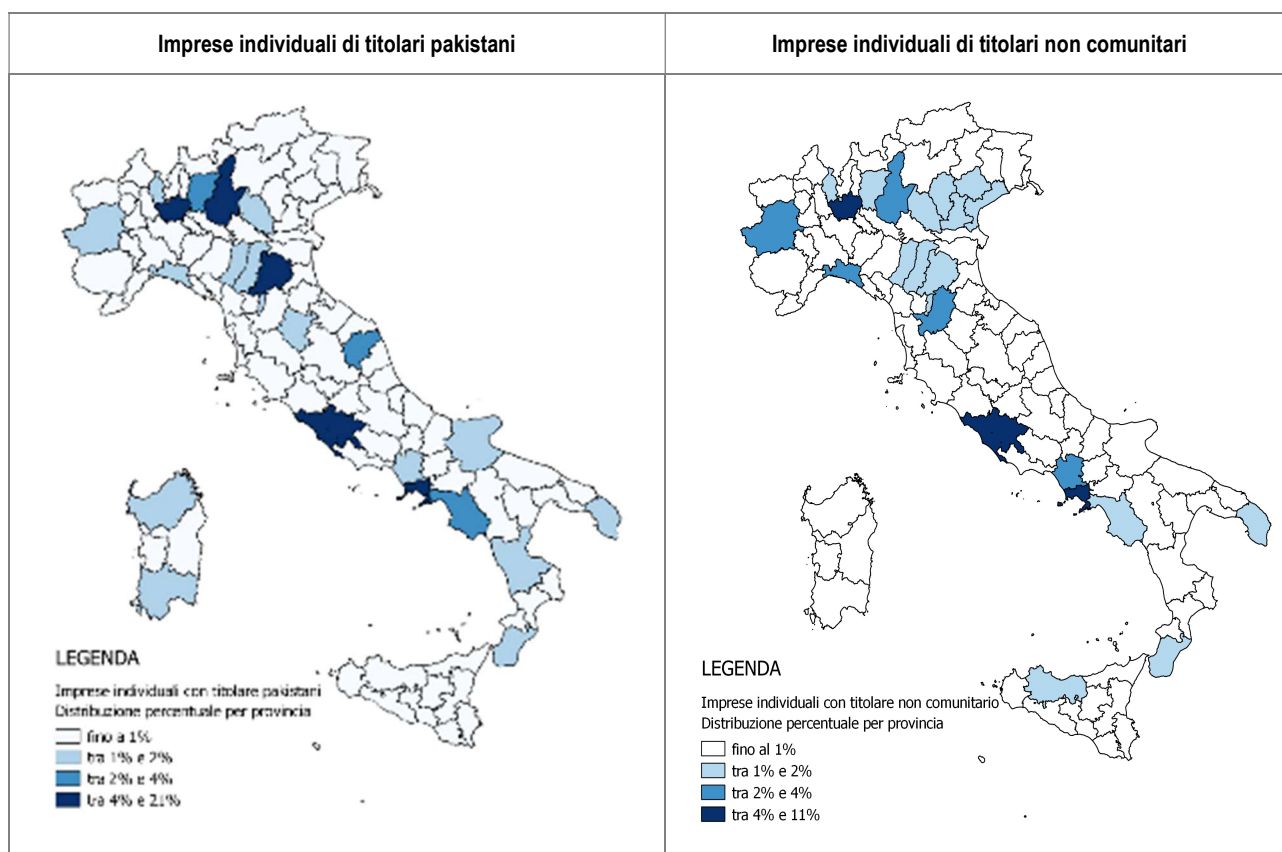 Imprese individuali di titolari pakistani
Imprese individuali di titolari non comunitari
LEGENDA
Imprese individuali con titolare pakistani
Distribuzione percentuale per provincia
fino a 1%
tra 1% e 2%
tra 2% e 4%
tra 4% e 21%
LEGENDA
Imprese individuali con titolare non comunitario
Distribuzione percentuale per provincia
fino al 1%
tra 1% e 2%
tra 2% e 4%
tra 4% e 11%